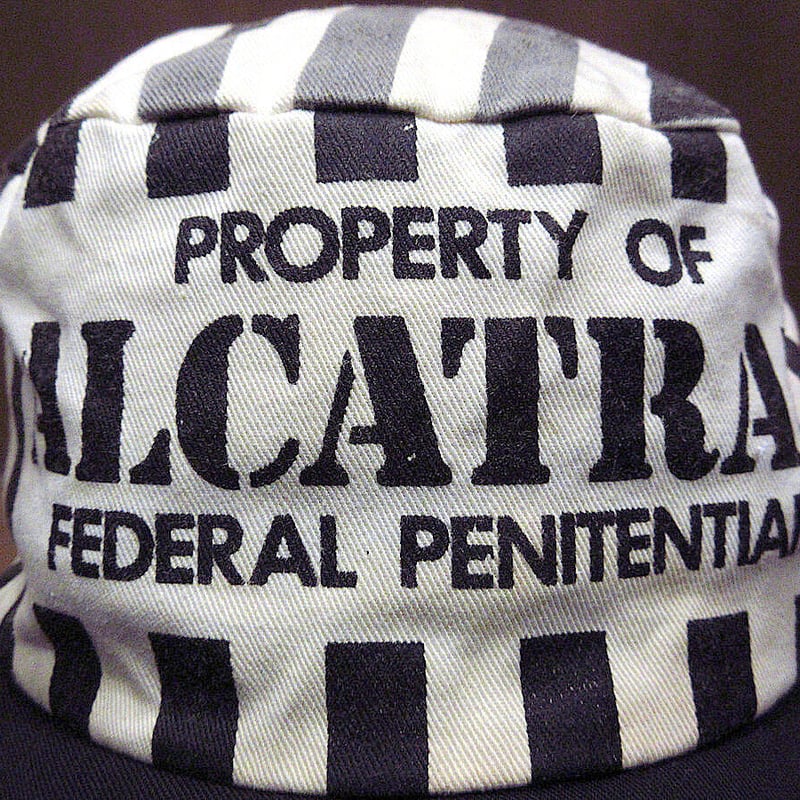 PROPERTY OF
ALCATRA
FEDERAL PENITENTIA